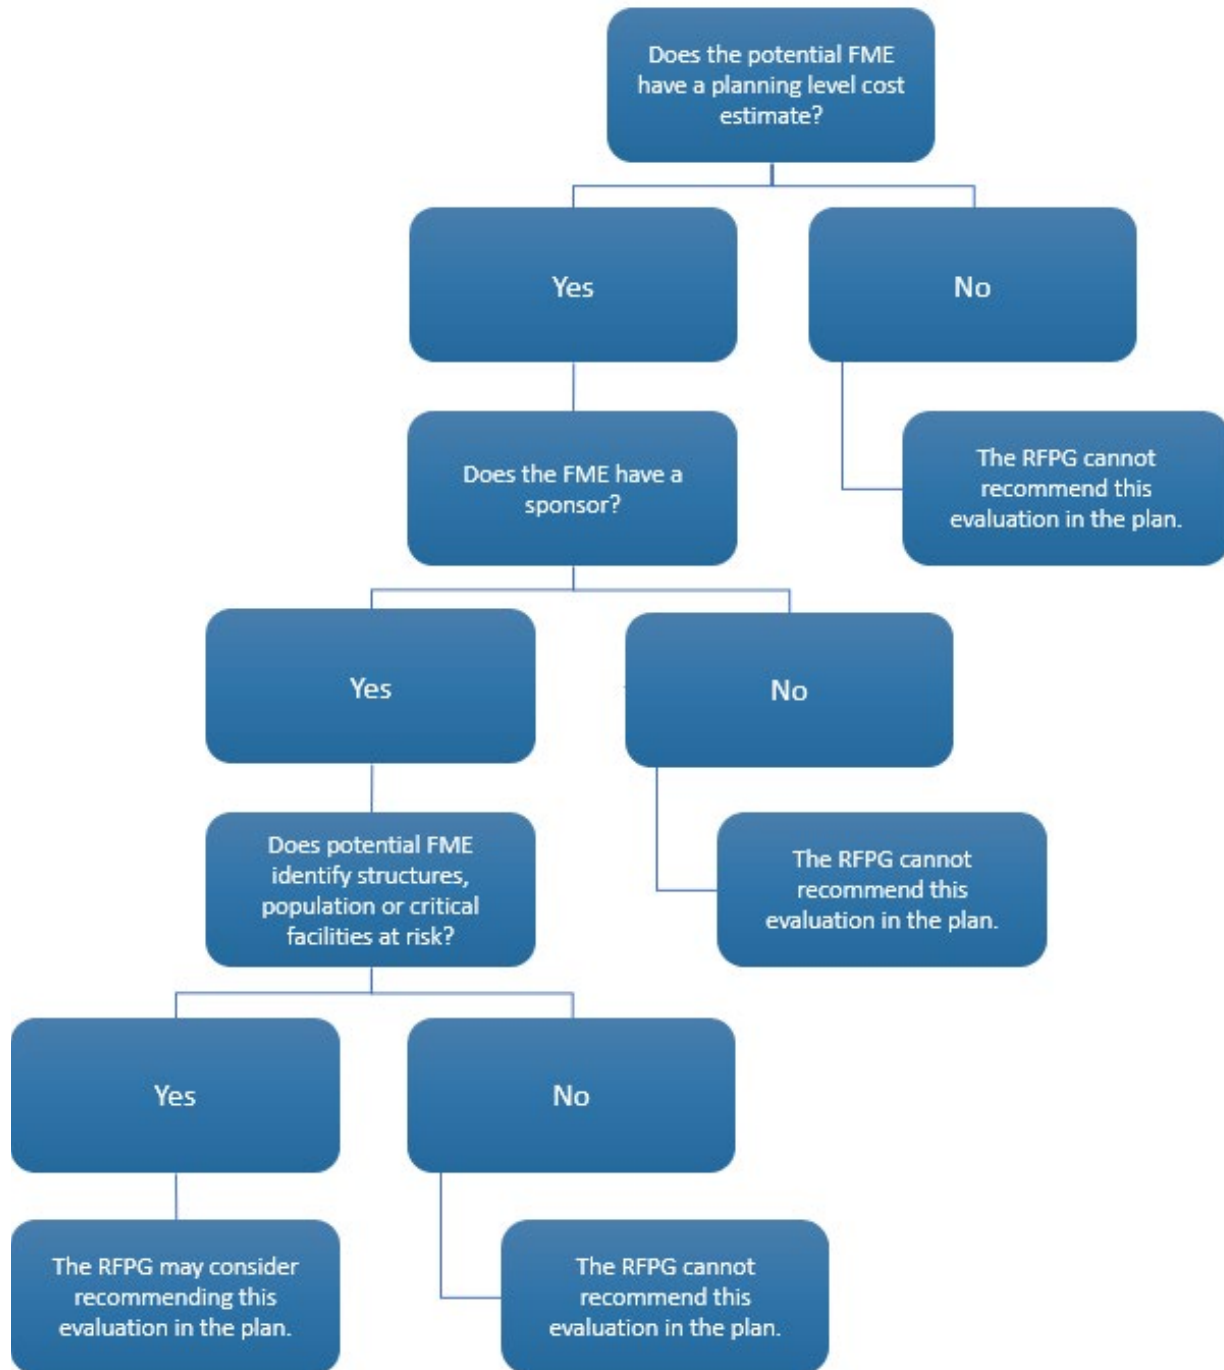 Does the potential FME
have a planning level cost
estimate?
Yes
No
Does the FME have a
sponsor?
The RFPG cannot
recommend this
evaluation in the plan.
Yes
No
Does potential FME
identify structures,
population or critical
facilities at risk?
The RFPG cannot
recommend this
evaluation in the plan.
Yes
No
The RFPG may consider
recommending this
evaluation in the plan.
The RFPG cannot
recommend this
evaluation in the plan.